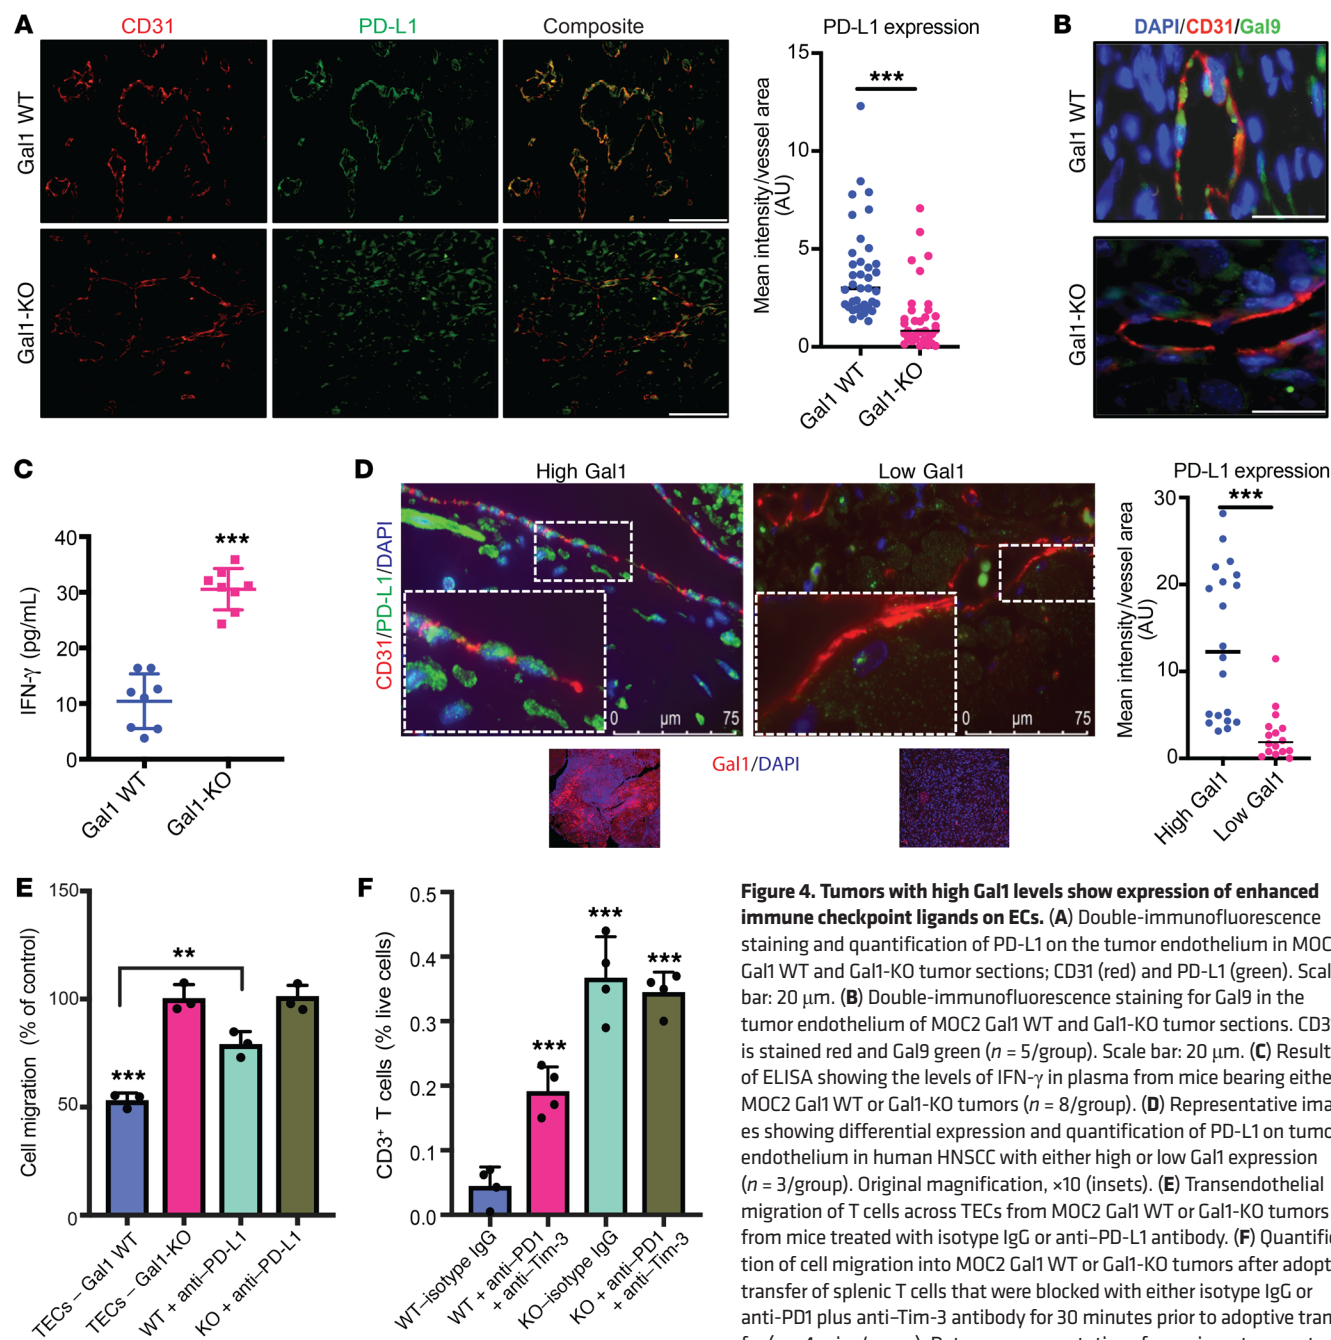 A
CD31
PD-L1
Composite
Gal1 WT
Gal1-KO
PD-L1 expression
Mean intensity/vessel area
(AU)
15
10
5
0
***
Gal1 WT
Gal1-KO
B
DAPI/CD31/Gal9
Gal1 WT
Gal1-KO
C
IFN-γ (pg/mL)
40
30
20
10
0
***
Gal1 WT
Gal1-KO
D
High Gal1
Low Gal1
CD31/PD-L1/DAPI
0 µm 75
0 µm 75
Gal1/DAPI
PD-L1 expression
Mean intensity/vessel area
(AU)
30
20
10
0
***
High Gal1
Low Gal1
E
Cell migration (% of control)
150
100
50
0
***
**
TECs – Gal1 WT
TECs – Gal1-KO
WT + anti–PD-L1
KO + anti–PD-L1
F
CD3⁺ T cells (% live cells)
0.5
0.4
0.3
0.2
0.1
0.0
***
***
***
WT–isotype IgG
WT + anti–PD1
+ anti–Tim-3
KO–isotype IgG
KO + anti–PD1
+ anti–Tim-3
Figure 4. Tumors with high Gal1 levels show expression of enhanced
immune checkpoint ligands on ECs. (A) Double-immunofluorescence
staining and quantification of PD-L1 on the tumor endothelium in MOC
Gal1 WT and Gal1-KO tumor sections; CD31 (red) and PD-L1 (green). Scal
bar: 20 μm. (B) Double-immunofluorescence staining for Gal9 in the
tumor endothelium of MOC2 Gal1 WT and Gal1-KO tumor sections. CD3
is stained red and Gal9 green (n = 5/group). Scale bar: 20 μm. (C) Result
of ELISA showing the levels of IFN-γ in plasma from mice bearing eithe
MOC2 Gal1 WT or Gal1-KO tumors (n = 8/group). (D) Representative ima
es showing differential expression and quantification of PD-L1 on tumo
endothelium in human HNSCC with either high or low Gal1 expression
(n = 3/group). Original magnification, ×10 (insets). (E) Transendothelial
migration of T cells across TECs from MOC2 Gal1 WT or Gal1-KO tumors
from mice treated with isotype IgG or anti–PD-L1 antibody. (F) Quantific
tion of cell migration into MOC2 Gal1 WT or Gal1-KO tumors after adopt
transfer of splenic T cells that were blocked with either isotype IgG or
anti-PD1 plus anti–Tim-3 antibody for 30 minutes prior to adoptive tran